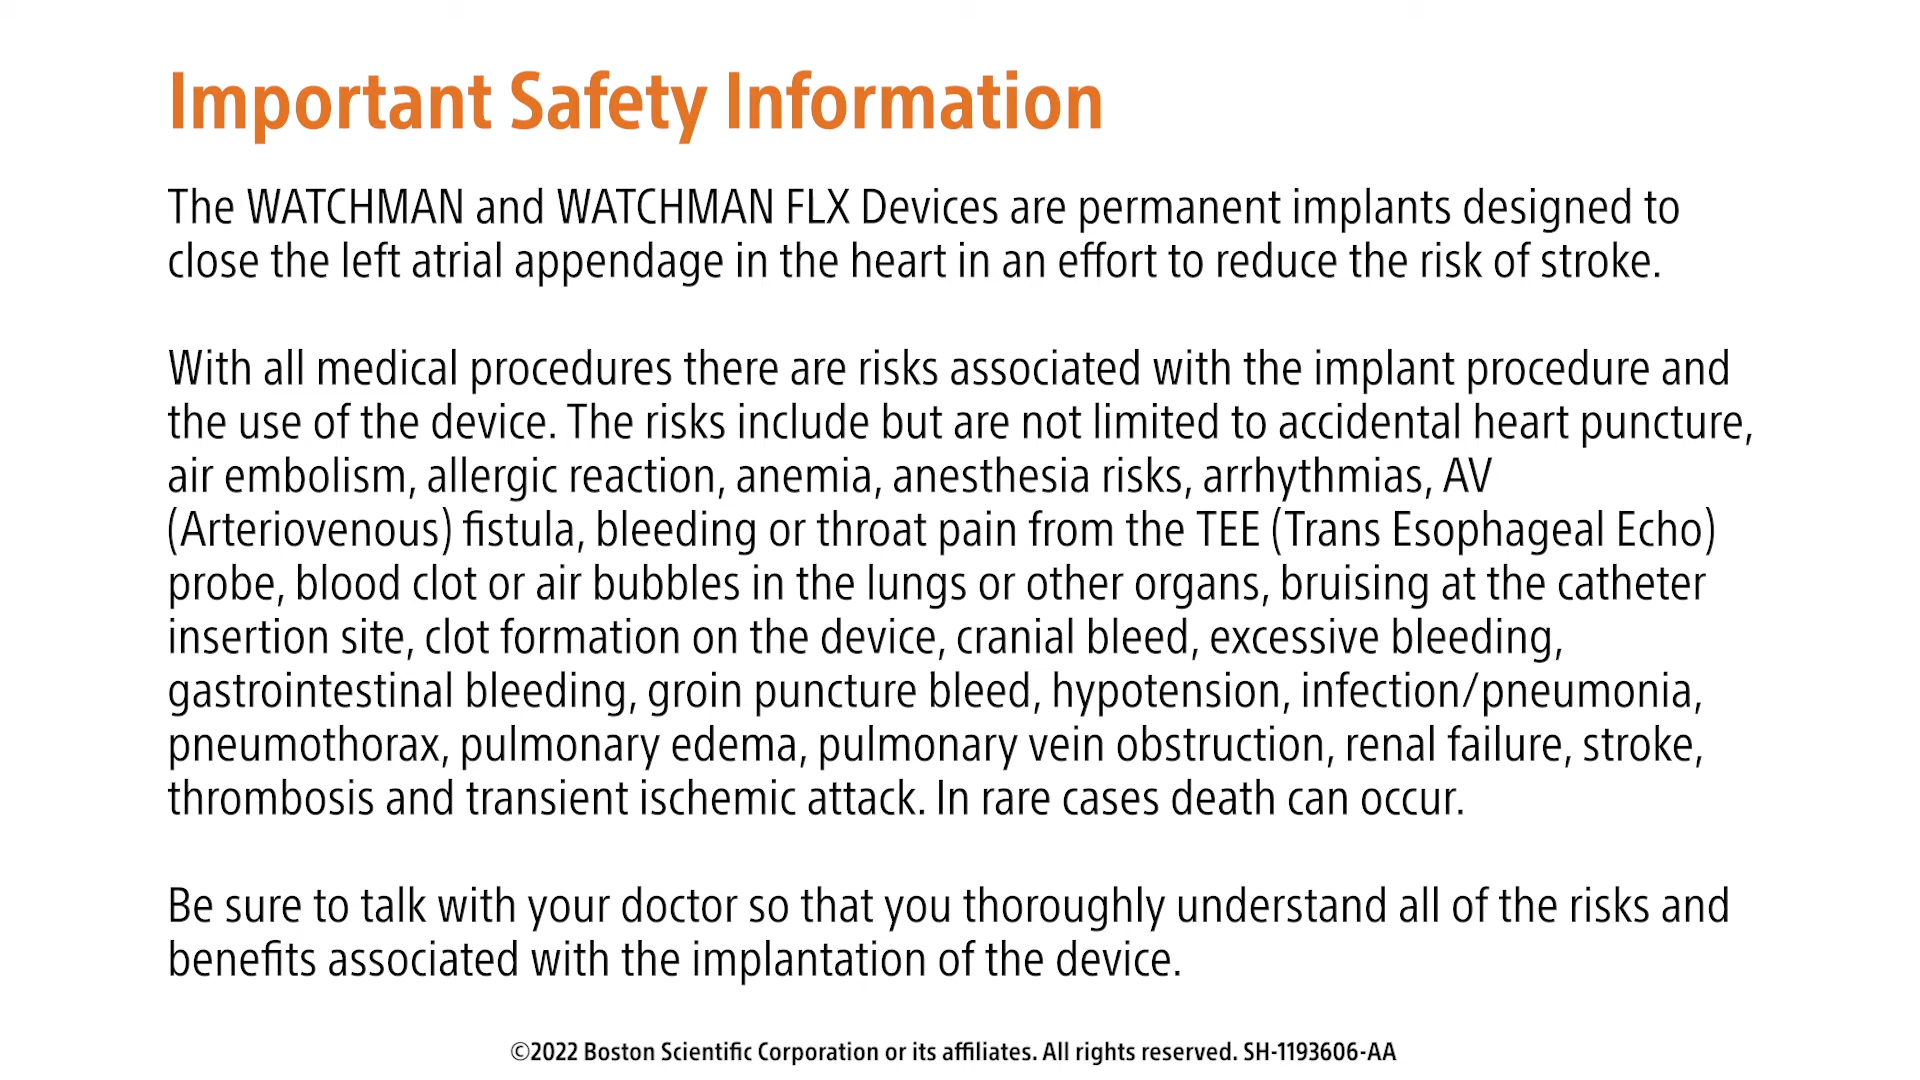 Important Safety Information
The WATCHMAN and WATCHMAN FLX Devices are permanent implants designed to
close the left atrial appendage in the heart in an effort to reduce the risk of stroke.
With all medical procedures there are risks associated with the implant procedure and
the use of the device. The risks include but are not limited to accidental heart puncture,
air embolism, allergic reaction, anemia, anesthesia risks, arrhythmias, AV
(Arteriovenous) fistula, bleeding or throat pain from the TEE (Trans Esophageal Echo)
probe, blood clot or air bubbles in the lungs or other organs, bruising at the catheter
insertion site, clot formation on the device, cranial bleed, excessive bleeding,
gastrointestinal bleeding, groin puncture bleed, hypotension, infection/pneumonia,
pneumothorax, pulmonary edema, pulmonary vein obstruction, renal failure, stroke,
thrombosis and transient ischemic attack. In rare cases death can occur.
Be sure to talk with your doctor so that you thoroughly understand all of the risks and
benefits associated with the implantation of the device.
©2022 Boston Scientific Corporation or its affiliates. All rights reserved. SH-1193606-AA